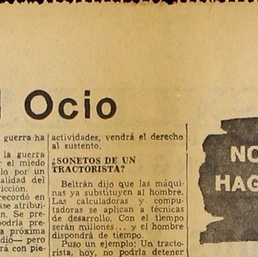 l Ocio
guerra ha
la guerra
r el miedo
lo por un
alidad del
icción.
recordó en
ase atribui-
n. Se pre-
podría pre-
a próxima
dió— pero
rá con pie-
actividades, vendrá el derecho
al sustento.
¿SONETOS DE UN
TRACTORISTA?
Beltrán dijo que las máqui-
nas ya substituyen al hombre.
Las calculadoras y compu-
tadoras se aplican a técnicas
de desarrollo. Con el tiempo
serán millones... y el hombre
dispondrá de tiempo.
Puso un ejemplo: Un tracto-
rista, hoy, no podría detener
NO
HAG